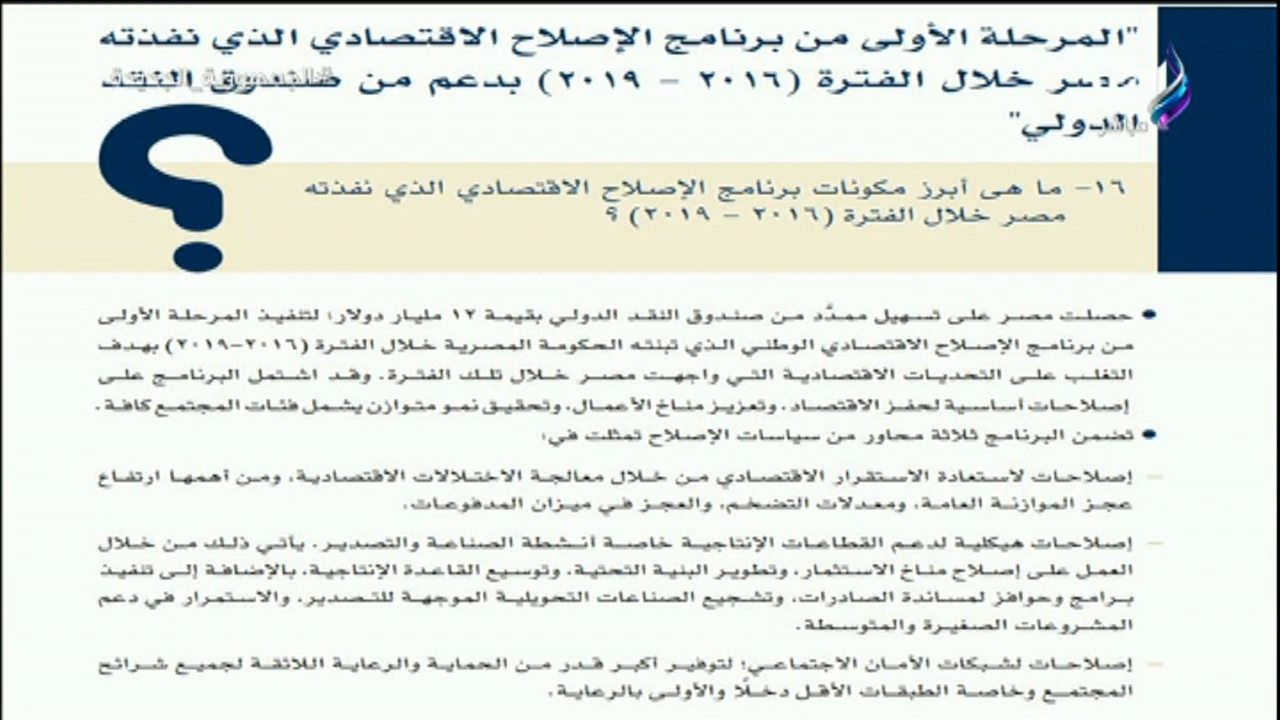 "المرحلة الأولى من برنامج الإصلاح الاقتصادي الذي نفذته
مصر خلال الفترة (٢٠١٦ – ٢٠١٩) بدعم من صندوق النقد
الدولي"
مباشر
؟
١٦- ما هى أبرز مكونات برنامج الإصلاح الاقتصادي الذي نفذته
مصر خلال الفترة (٢٠١٦ – ٢٠١٩) ؟
حصلت مصر على تسهيل ممدَّد من صندوق النقد الدولي بقيمة ١٢ مليار دولار؛ لتنفيذ المرحلة الأولى
من برنامج الإصلاح الاقتصادي الوطني الذي تبنته الحكومة المصرية خلال الفترة (٢٠١٦-٢٠١٩) بهدف
التغلب على التحديات الاقتصادية التي واجهت مصر خلال تلك الفترة. وقد اشتمل البرنامج على
إصلاحات أساسية لحفز الاقتصاد، وتعزيز مناخ الأعمال، وتحقيق نمو متوازن يشمل فئات المجتمع كافة.
تضمن البرنامج ثلاثة محاور من سياسات الإصلاح تمثلت في:
إصلاحات لاستعادة الاستقرار الاقتصادي من خلال معالجة الاختلالات الاقتصادية، ومن أهمها ارتفاع
عجز الموازنة العامة، ومعدلات التضخم، والعجز في ميزان المدفوعات.
إصلاحات هيكلية لدعم القطاعات الإنتاجية خاصة أنشطة الصناعة والتصدير. يأتي ذلك من خلال
العمل على إصلاح مناخ الاستثمار، وتطوير البنية التحتية، وتوسيع القاعدة الإنتاجية، بالإضافة إلى تنفيذ
برامج وحوافز لمساندة الصادرات، وتشجيع الصناعات التحويلية الموجهة للتصدير، والاستمرار في دعم
المشروعات الصغيرة والمتوسطة.
إصلاحات لشبكات الأمان الاجتماعي؛ لتوفير أكبر قدر من الحماية والرعاية اللائقة لجميع شرائح
المجتمع وخاصة الطبقات الأقل دخلًا والأولى بالرعاية.